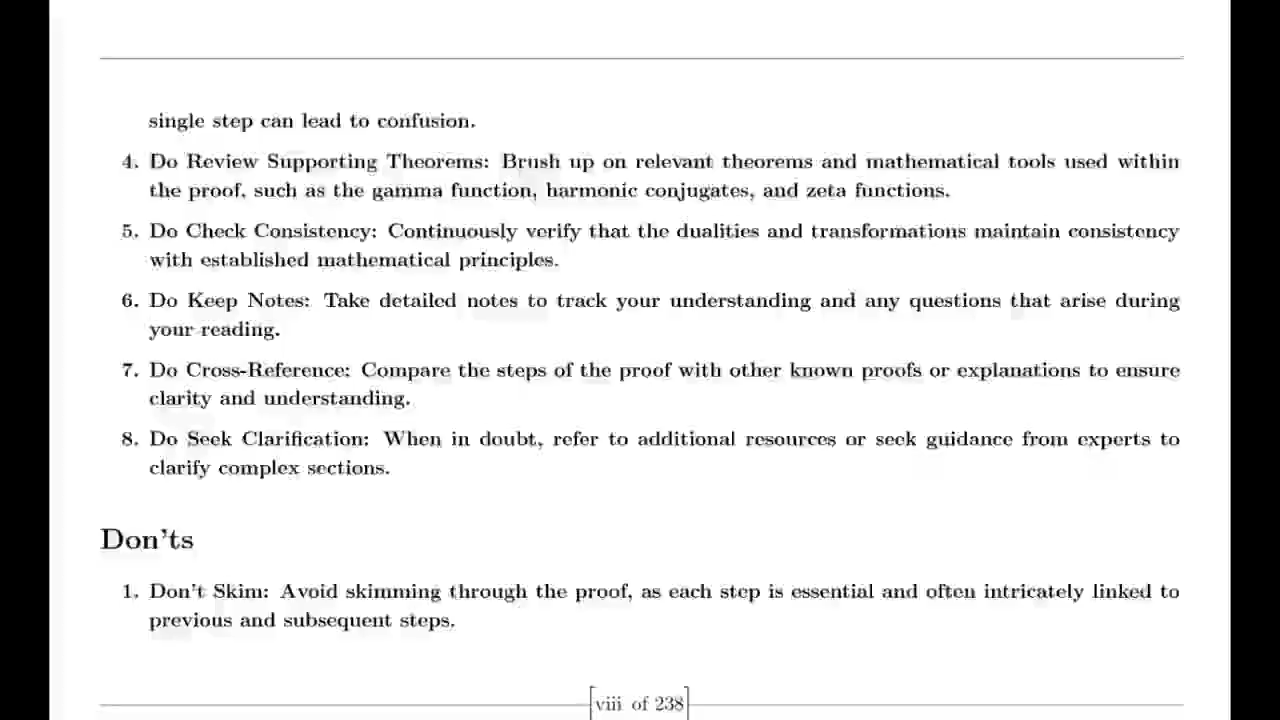 single step can lead to confusion.
4. Do Review Supporting Theorems: Brush up on relevant theorems and mathematical tools used within
the proof, such as the gamma function, harmonic conjugates, and zeta functions.
5. Do Check Consistency: Continuously verify that the dualities and transformations maintain consistency
with established mathematical principles.
6. Do Keep Notes: Take detailed notes to track your understanding and any questions that arise during
your reading.
7. Do Cross-Reference: Compare the steps of the proof with other known proofs or explanations to ensure
clarity and understanding.
8. Do Seek Clarification: When in doubt, refer to additional resources or seek guidance from experts to
clarify complex sections.
Don'ts
1. Don't Skim: Avoid skimming through the proof, as each step is essential and often intricately linked to
previous and subsequent steps.
[viii of 238]